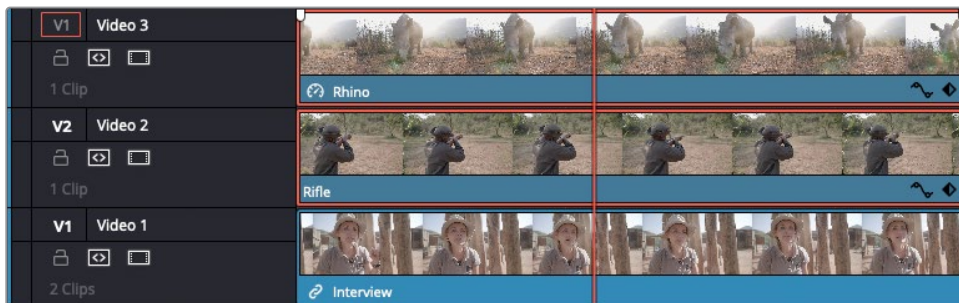 V1 Video 3
1 Clip
Rhino
V2 Video 2
1 Clip
Rifle
V1 Video 1
2 Clips
Interview